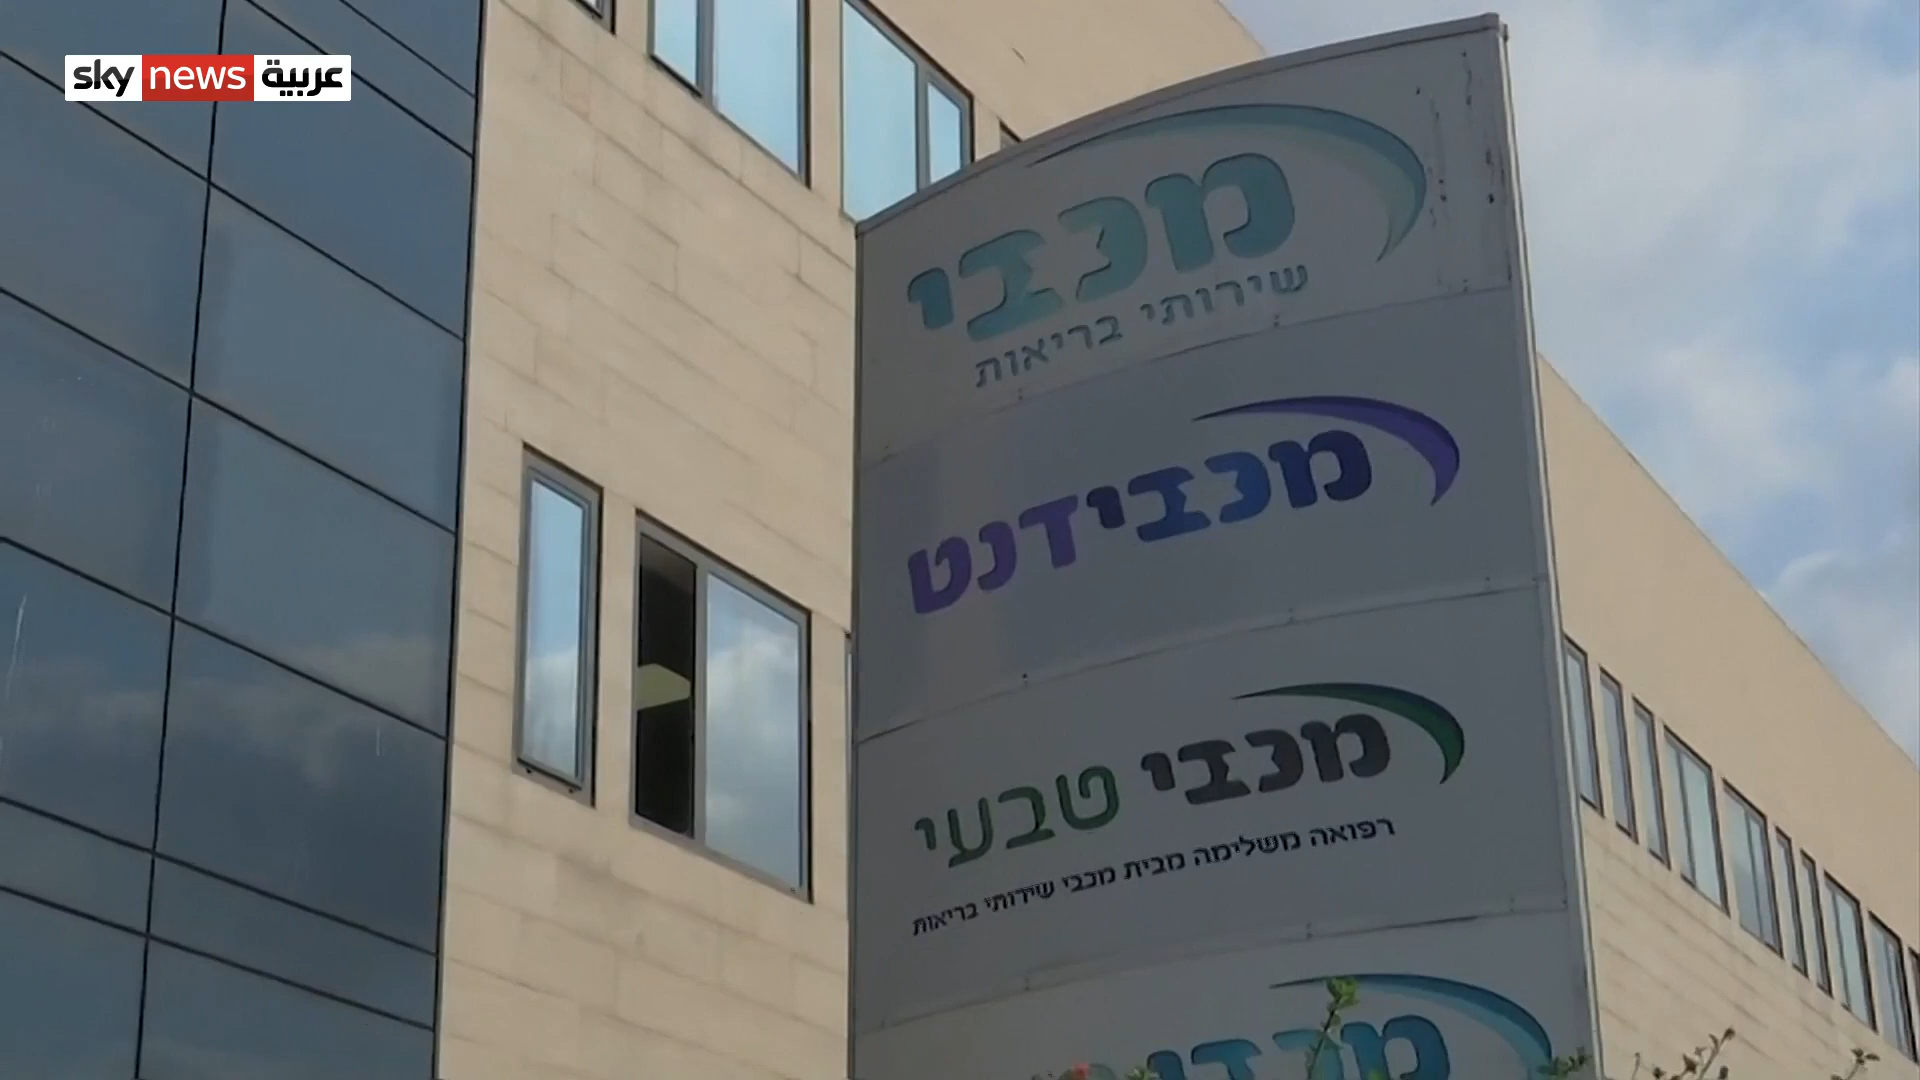 sky news عربية
מכבי
שירותי בריאות
מכבידנט
מכבי טבעי
רפואה משלימה מבית מכבי שירותי בריאות